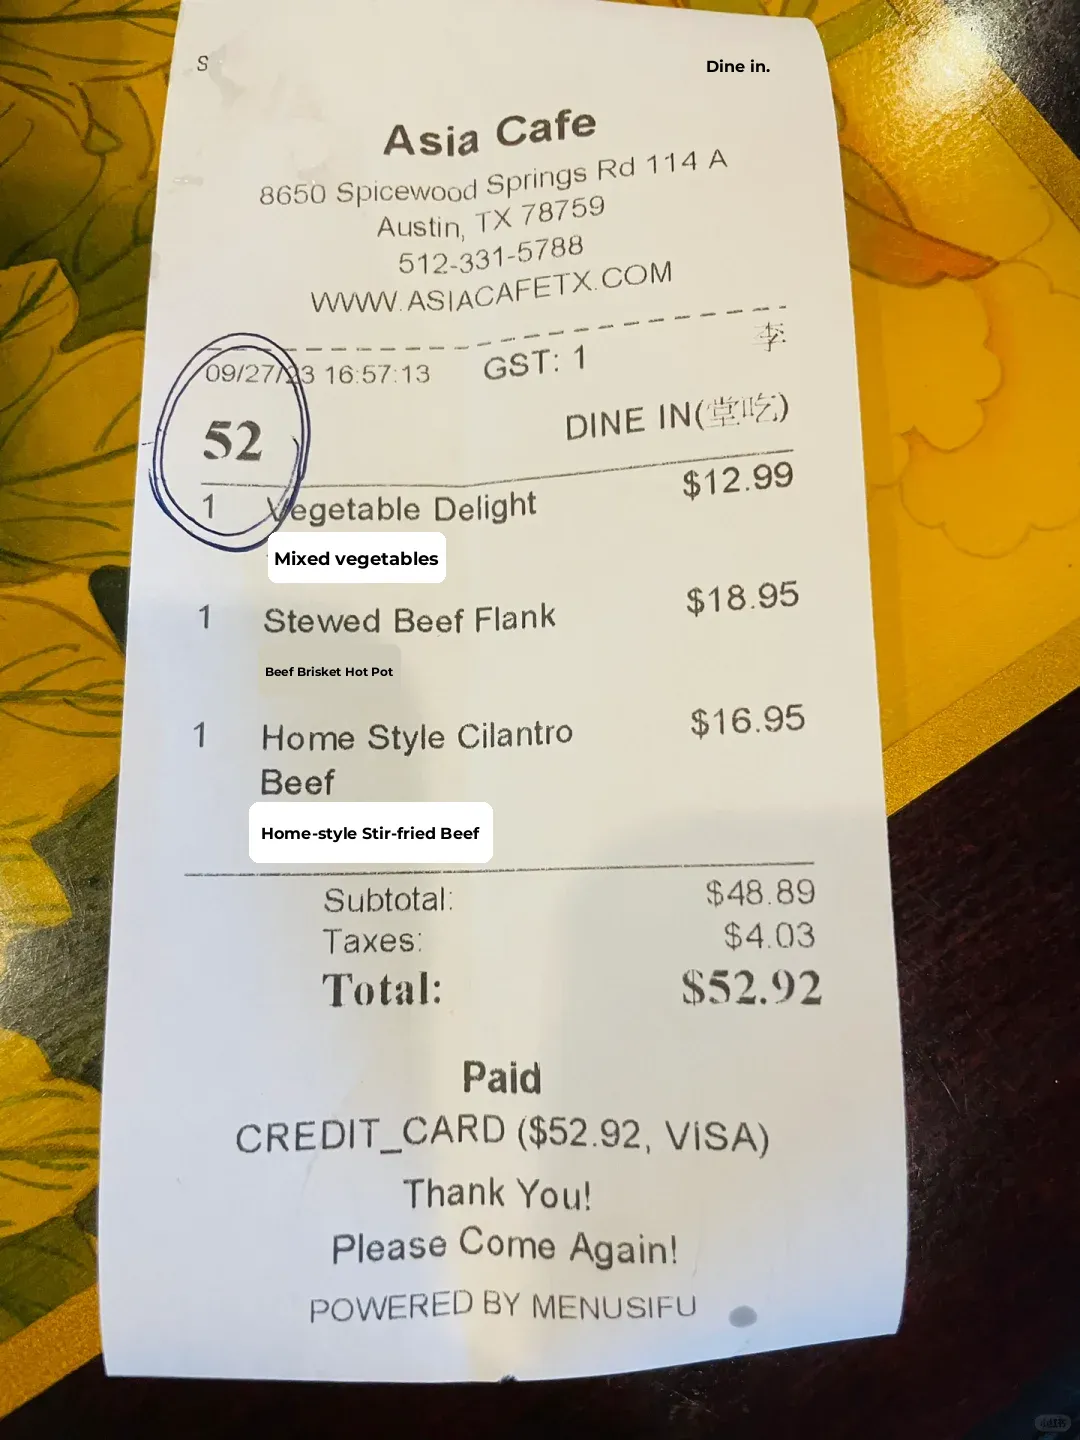 S
Dine in.
Asia Cafe
8650 Spicewood Springs Rd 114 A
Austin, TX 78759
512-331-5788
WWW.ASIACAFETX.COM
李
09/27/23 16:57:13 GST: 1
52 DINE IN(堂吃)
1 Vegetable Delight $12.99
Mixed vegetables
1 Stewed Beef Flank $18.95
Beef Brisket Hot Pot
1 Home Style Cilantro $16.95
Beef
Home-style Stir-fried Beef
Subtotal: $48.89
Taxes: $4.03
Total: $52.92
Paid
CREDIT_CARD ($52.92, VISA)
Thank You!
Please Come Again!
POWERED BY MENUSIFU